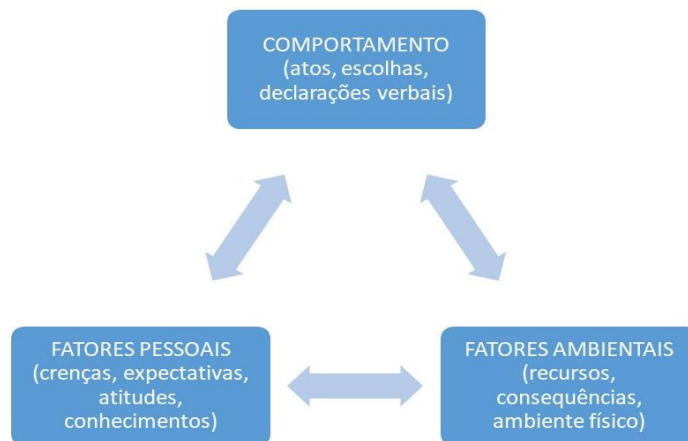 COMPORTAMENTO
(atos, escolhas,
declarações verbais)
FATORES PESSOAIS
(crenças, expectativas,
atitudes,
conhecimentos)
FATORES AMBIENTAIS
(recursos,
consequências,
ambiente físico)